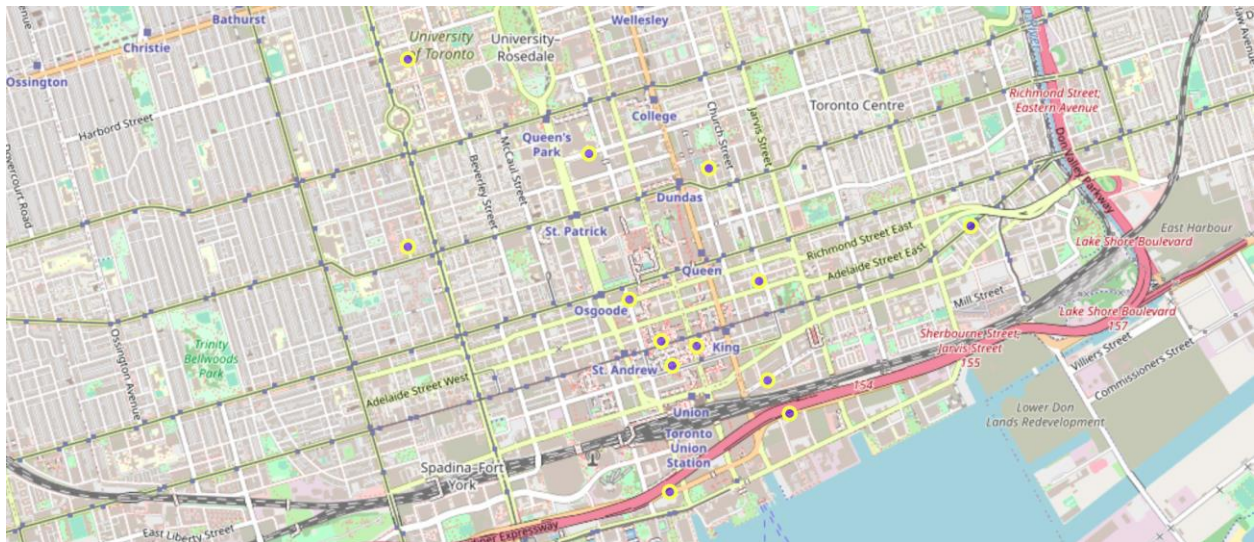 Bathurst
Wellesley
Christie
University
of Toronto
University–
Rosedale
Ossington
Richmond Street;
Eastern Avenue
Toronto Centre
Harbord Street
College
Church Street
Jarvis Street
Queen's
Park
McCaul Street
Beverley Street
Don Valley Parkway
Dovercourt Road
Dundas
St. Patrick
Richmond Street East
East Harbour
Lake Shore Boulevard
Adelaide Street East
Queen
Mill Street
Osgoode
Lake Shore Boulevard
157
Sherbourne Street;
Jarvis Street
155
King
Trinity
Bellwoods
Park
Ossington Avenue
St. Andrew
Villiers Street
Commissioners Street
Adelaide Street West
154
Union
Toronto
Union
Station
Lower Don
Lands Redevelopment
Spadina–Fort
York
East Liberty Street
Expressway